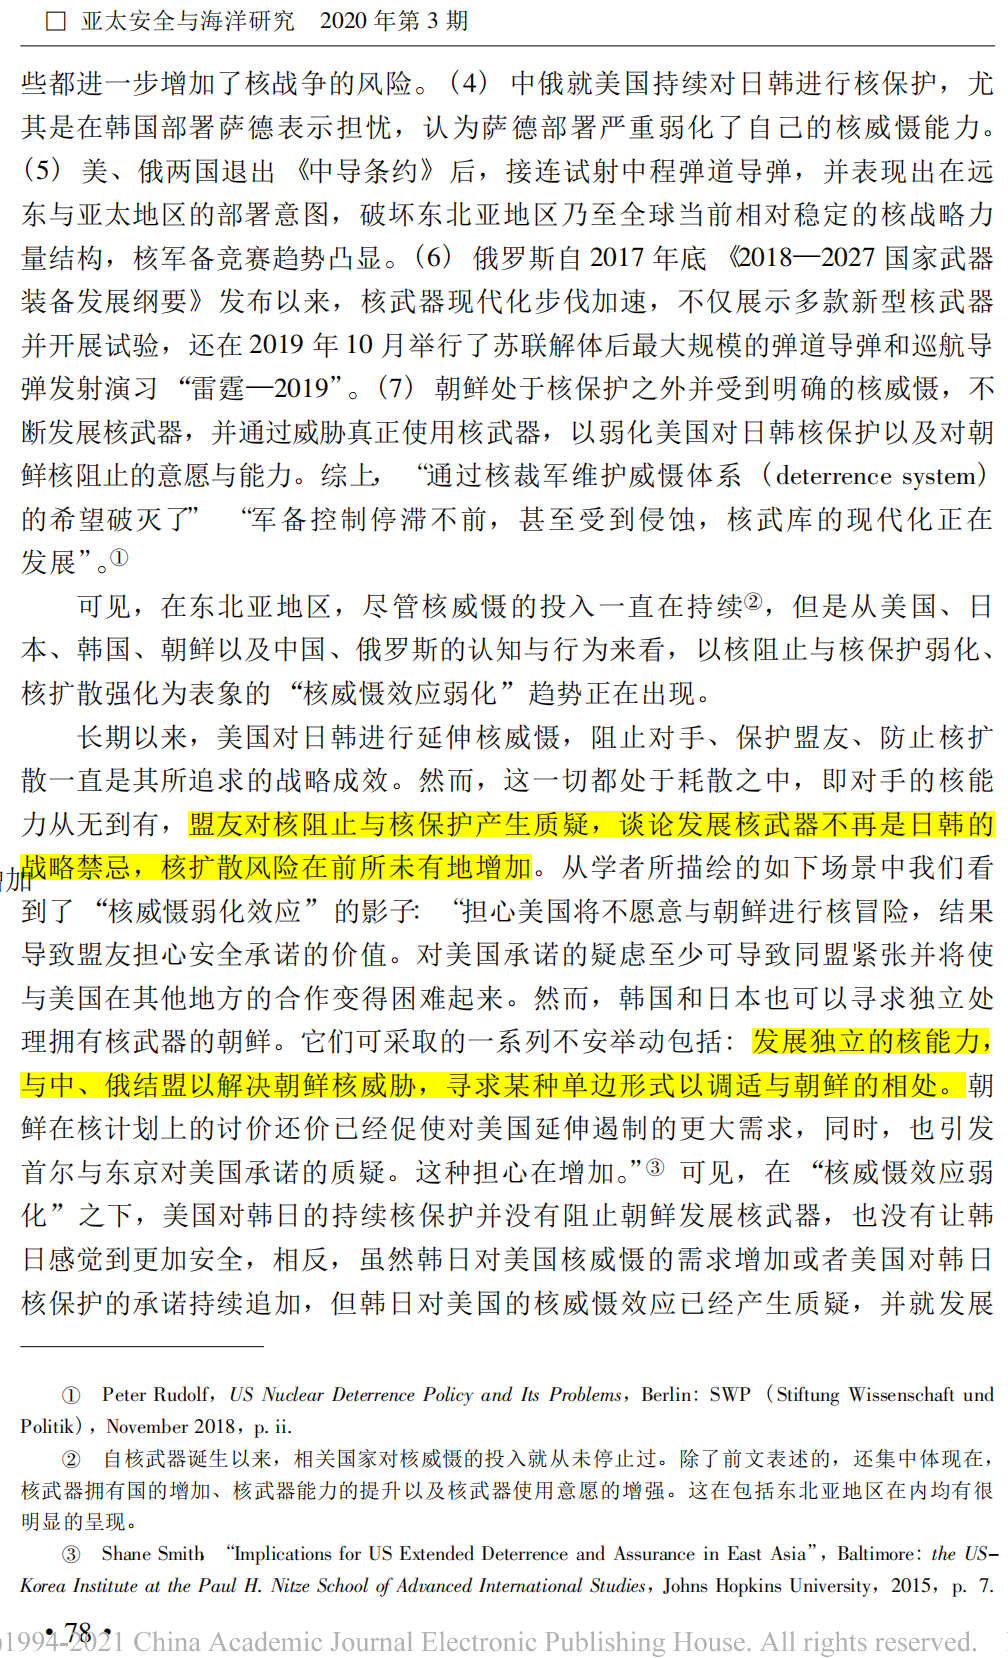 □ 亚太安全与海洋研究 2020 年第 3 期
些都进一步增加了核战争的风险。（4） 中俄就美国持续对日韩进行核保护，尤
其是在韩国部署萨德表示担忧，认为萨德部署严重弱化了自己的核威慑能力。
（5） 美、俄两国退出 《中导条约》 后，接连试射中程弹道导弹，并表现出在远
东与亚太地区的部署意图，破坏东北亚地区乃至全球当前相对稳定的核战略力
量结构，核军备竞赛趋势凸显。（6） 俄罗斯自 2017 年底 《2018—2027 国家武器
装备发展纲要》 发布以来，核武器现代化步伐加速，不仅展示多款新型核武器
并开展试验，还在 2019 年 10 月举行了苏联解体后最大规模的弹道导弹和巡航导
弹发射演习 “雷霆—2019”。（7） 朝鲜处于核保护之外并受到明确的核威慑，不
断发展核武器，并通过威胁真正使用核武器，以弱化美国对日韩核保护以及对朝
鲜核阻止的意愿与能力。综上， “通过核裁军维护威慑体系 （deterrence system）
的希望破灭了” “军备控制停滞不前，甚至受到侵蚀，核武库的现代化正在
发展”。①
可见，在东北亚地区，尽管核威慑的投入一直在持续②，但是从美国、日
本、韩国、朝鲜以及中国、俄罗斯的认知与行为来看，以核阻止与核保护弱化、
核扩散强化为表象的 “核威慑效应弱化” 趋势正在出现。
长期以来，美国对日韩进行延伸核威慑，阻止对手、保护盟友、防止核扩
散一直是其所追求的战略成效。然而，这一切都处于耗散之中，即对手的核能
力从无到有，盟友对核阻止与核保护产生质疑，谈论发展核武器不再是日韩的
战略禁忌，核扩散风险在前所未有地增加。从学者所描绘的如下场景中我们看
增加
到了 “核威慑弱化效应” 的影子： “担心美国将不愿意与朝鲜进行核冒险，结果
导致盟友担心安全承诺的价值。对美国承诺的疑虑至少可导致同盟紧张并将使
与美国在其他地方的合作变得困难起来。然而，韩国和日本也可以寻求独立处
理拥有核武器的朝鲜。它们可采取的一系列不安举动包括：发展独立的核能力，
与中、俄结盟以解决朝鲜核威胁，寻求某种单边形式以调适与朝鲜的相处。朝
鲜在核计划上的讨价还价已经促使对美国延伸遏制的更大需求，同时，也引发
首尔与东京对美国承诺的质疑。这种担心在增加。”③ 可见，在 “核威慑效应弱
化” 之下，美国对韩日的持续核保护并没有阻止朝鲜发展核武器，也没有让韩
日感觉到更加安全，相反，虽然韩日对美国核威慑的需求增加或者美国对韩日
核保护的承诺持续追加，但韩日对美国的核威慑效应已经产生质疑，并就发展
① Peter Rudolf，US Nuclear Deterrence Policy and Its Problems，Berlin：SWP （Stiftung Wissenschaft und
Politik），November 2018，p. ii.
② 自核武器诞生以来，相关国家对核威慑的投入就从未停止过。除了前文表述的，还集中体现在，
核武器拥有国的增加、核武器能力的提升以及核武器使用意愿的增强。这在包括东北亚地区在内均有很
明显的呈现。
③ Shane Smith，“Implications for US Extended Deterrence and Assurance in East Asia”，Baltimore：the US-
Korea Institute at the Paul H. Nitze School of Advanced International Studies，Johns Hopkins University，2015，p. 7.
· 78 ·
)1994-2021 China Academic Journal Electronic Publishing House. All rights reserved.